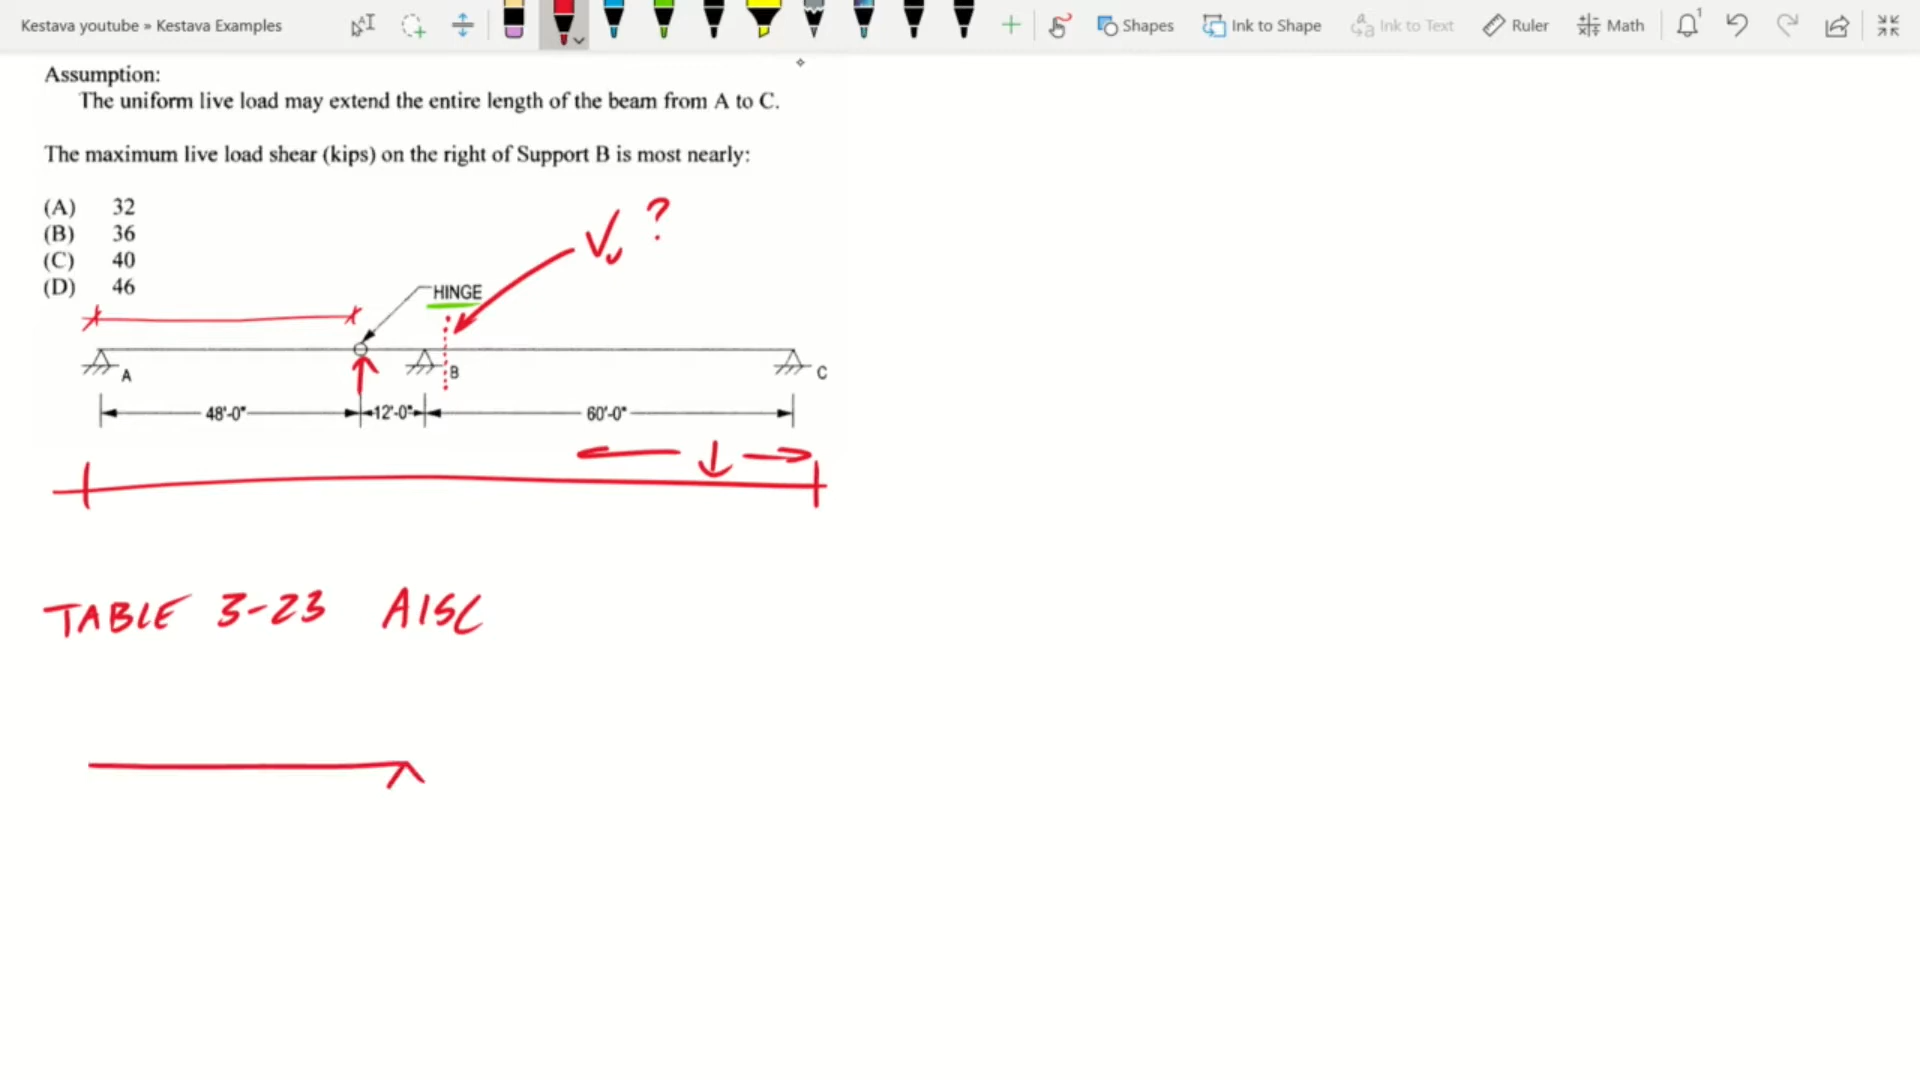 Kestava youtube » Kestava Examples
Shapes
Ink to Shape
Ink to Text
Ruler
Math
1
Assumption:
The uniform live load may extend the entire length of the beam from A to C.
The maximum live load shear (kips) on the right of Support B is most nearly:
(A) 32
(B) 36
(C) 40
(D) 46
?
HINGE
A
B
C
48'-0"
12'-0"
60'-0"
TABLE 3-23 AISC